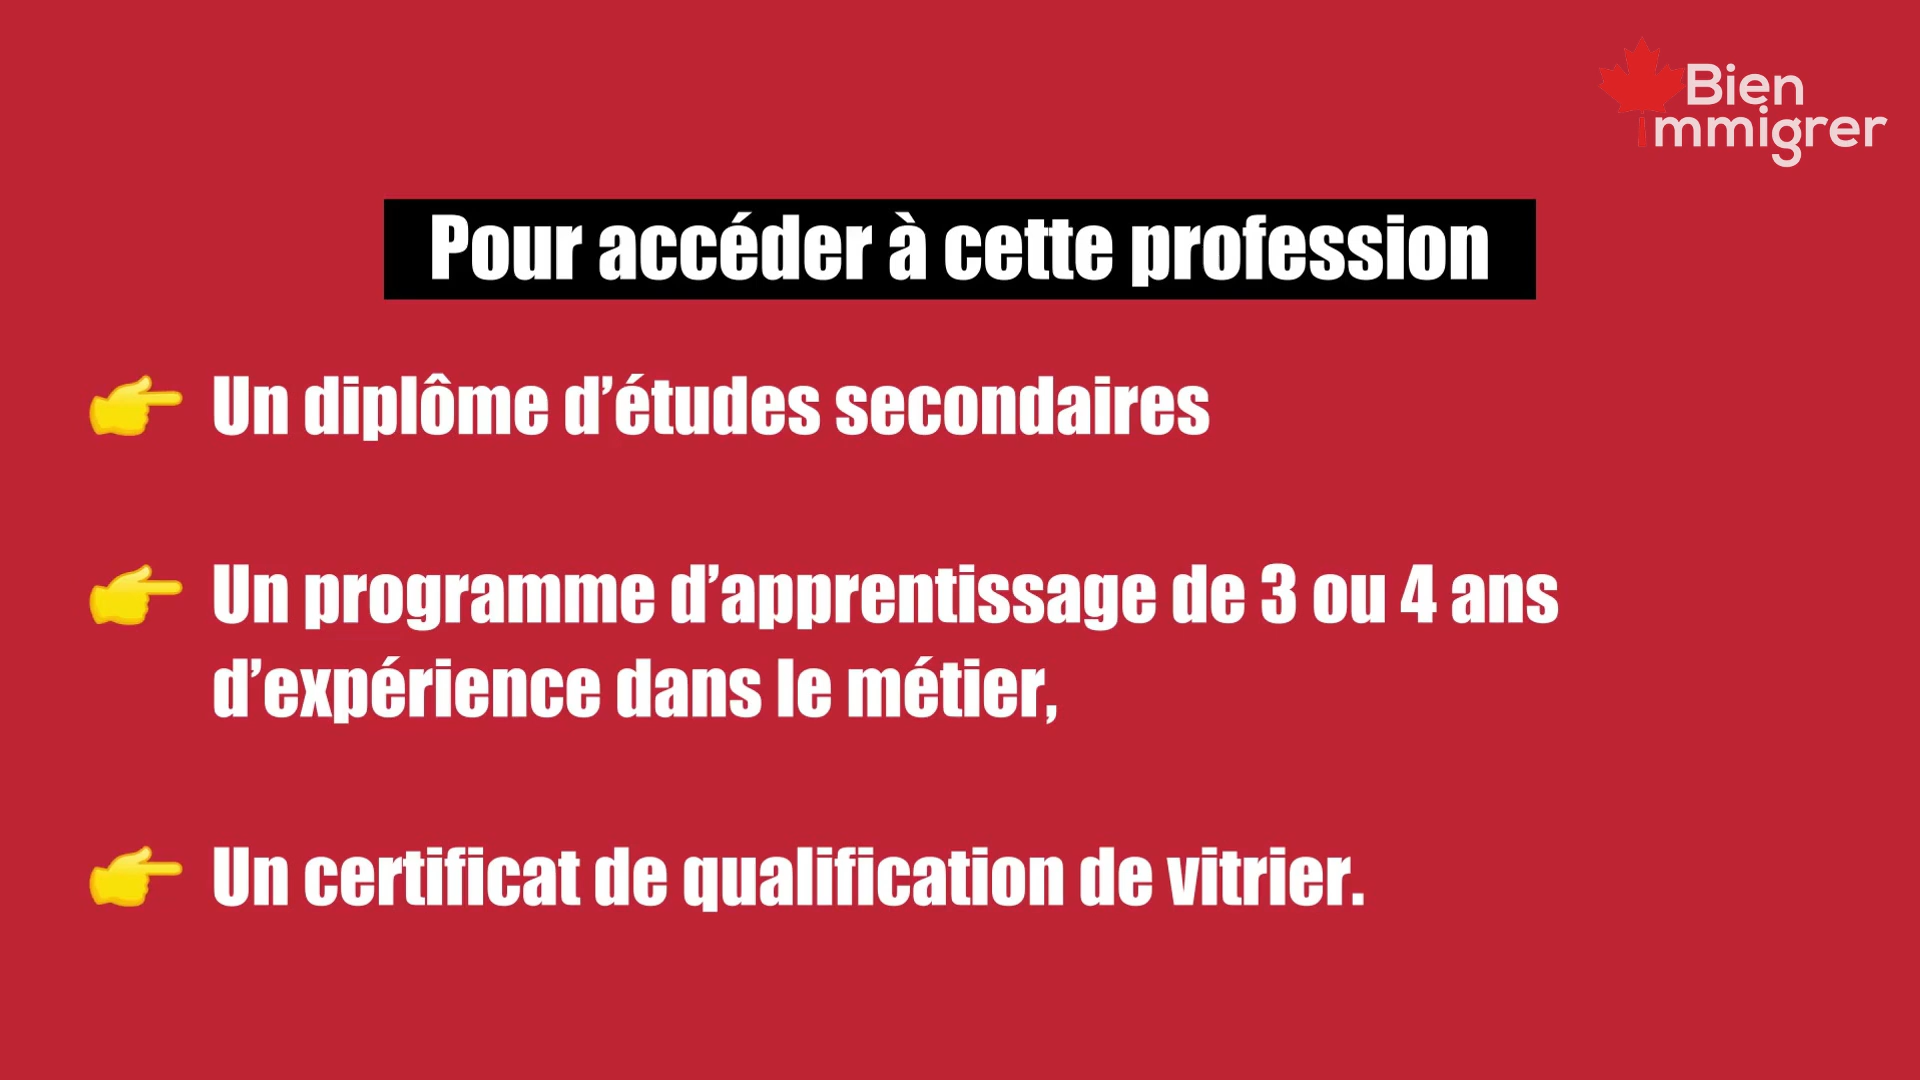 Bien
immigrer
Pour accéder à cette profession
👉 Un diplôme d’études secondaires
👉 Un programme d’apprentissage de 3 ou 4 ans
d’expérience dans le métier,
👉 Un certificat de qualification de vitrier.